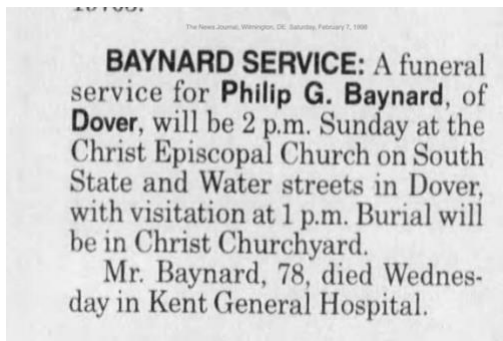 The News Journal, Wilmington, DE, Saturday, February 7, 1998
BAYNARD SERVICE: A funeral
service for Philip G. Baynard, of
Dover, will be 2 p.m. Sunday at the
Christ Episcopal Church on South
State and Water streets in Dover,
with visitation at 1 p.m. Burial will
be in Christ Churchyard.
Mr. Baynard, 78, died Wednes-
day in Kent General Hospital.